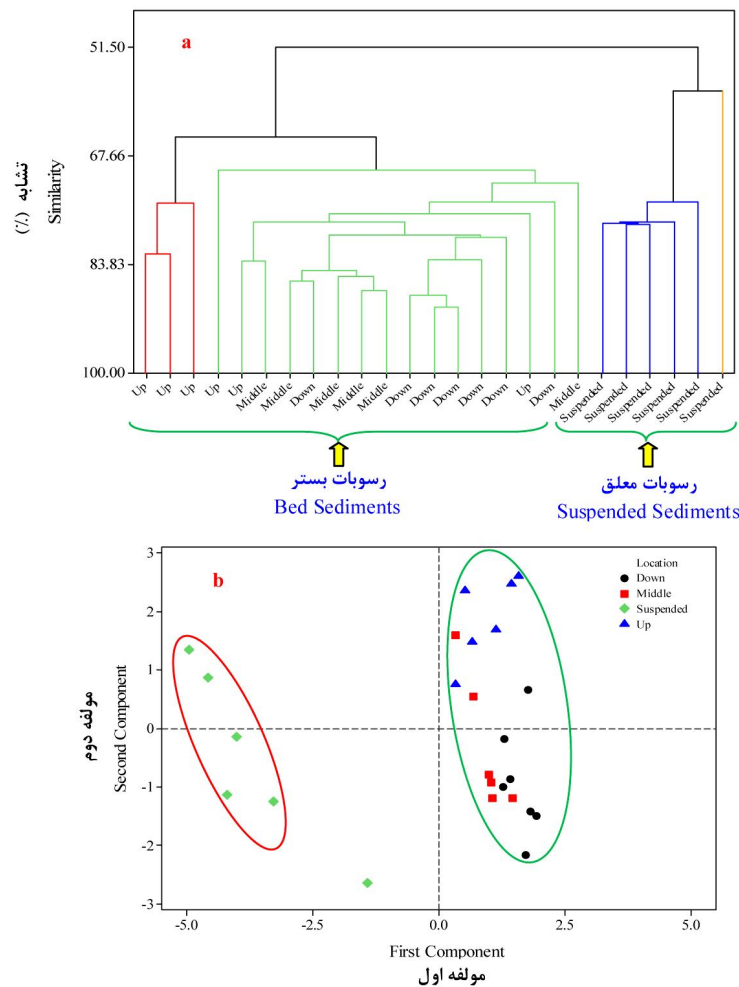 a
51.50
67.66
83.83
100.00
تشابه (٪)
Similarity
Up
Up
Up
Up
Up
Middle
Middle
Down
Middle
Middle
Middle
Down
Down
Down
Down
Down
Up
Down
Middle
Suspended
Suspended
Suspended
Suspended
Suspended
Suspended
رسوبات بستر
Bed Sediments
رسوبات معلق
Suspended Sediments
b
3
2
1
0
-1
-2
-3
مولفه دوم
Second Component
Location
Down
Middle
Suspended
Up
-5.0
-2.5
0.0
2.5
5.0
First Component
مولفه اول